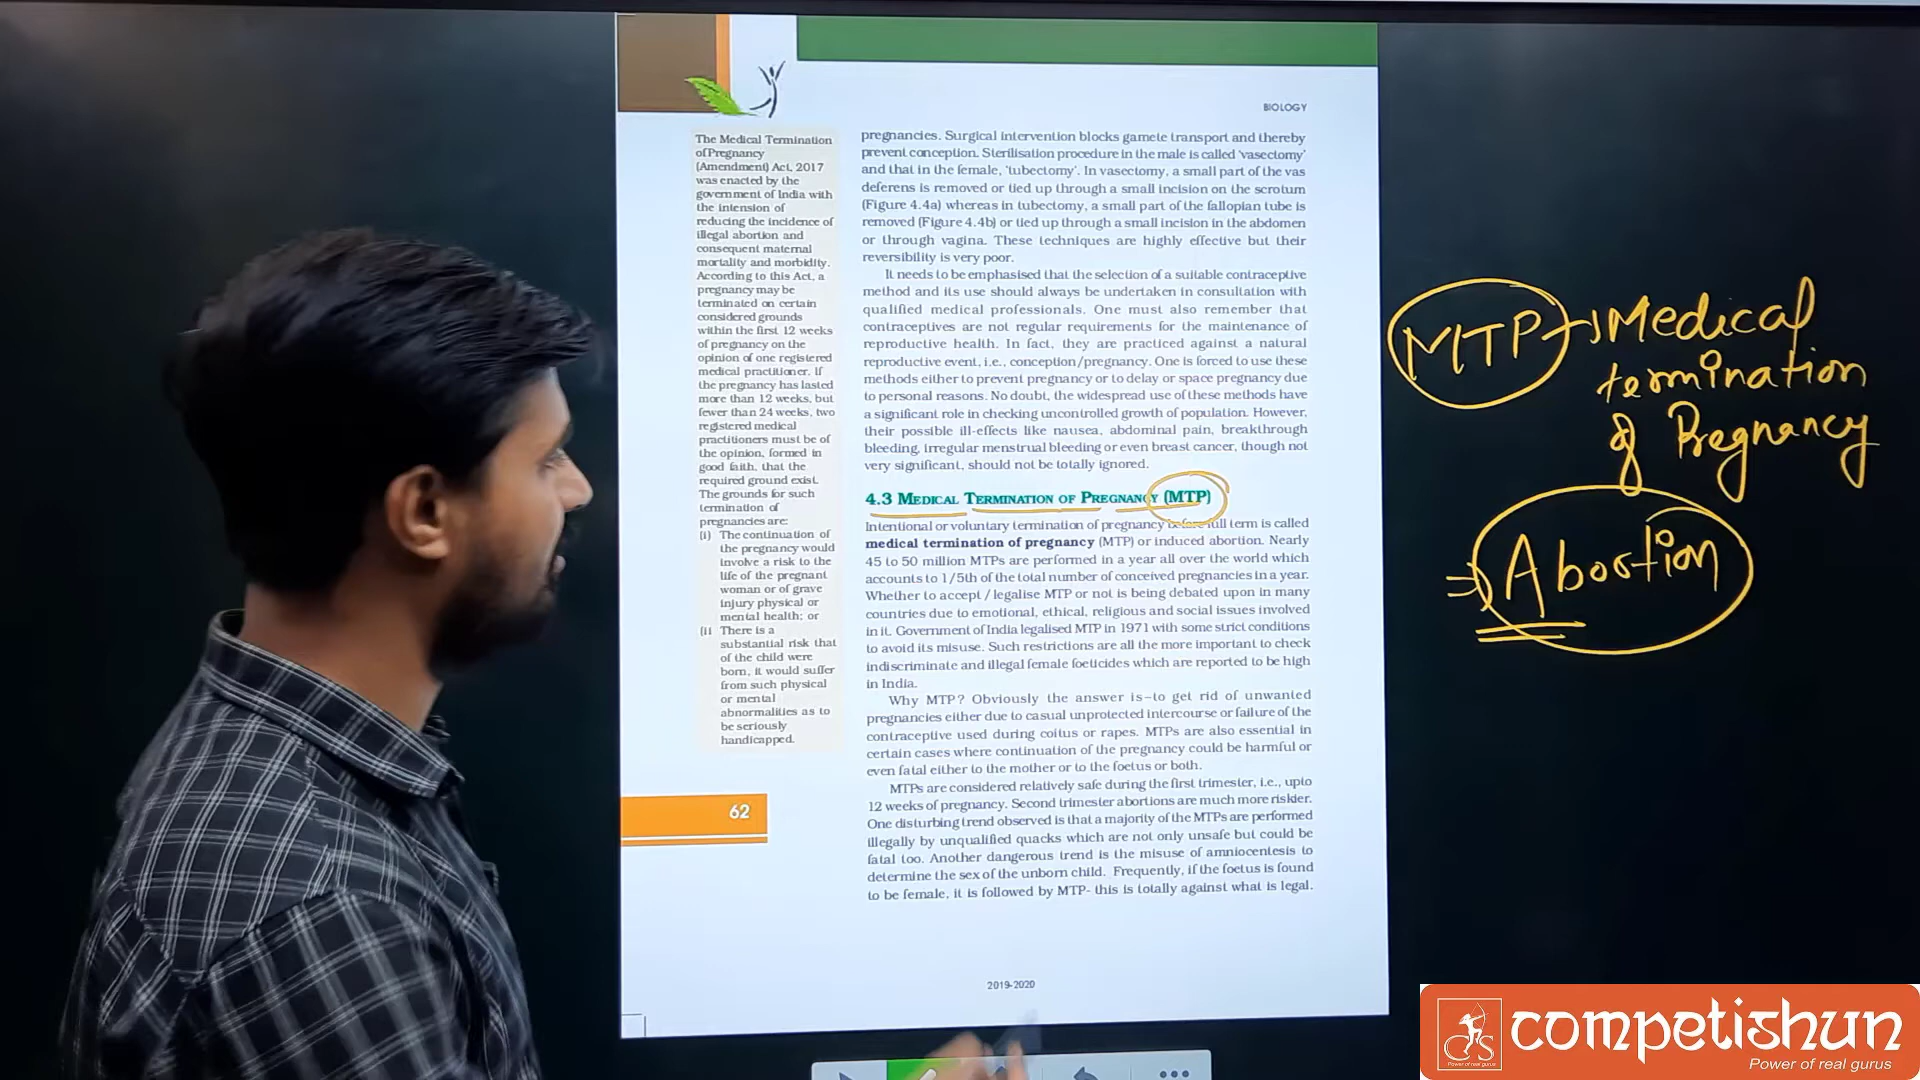 BIOLOGY
The Medical Termination
of Pregnancy
(Amendment) Act, 2017
was enacted by the
government of India with
the intension of
reducing the incidence of
illegal abortion and
consequent maternal
mortality and morbidity.
According to this Act, a
pregnancy may be
terminated on certain
considered grounds
within the first 12 weeks
of pregnancy on the
opinion of one registered
medical practitioner. If
the pregnancy has lasted
more than 12 weeks, but
fewer than 24 weeks, two
registered medical
practitioners must be of
the opinion, formed in
good faith, that the
required ground exist.
The grounds for such
termination of
pregnancies are:
(i) The continuation of
the pregnancy would
involve a risk to the
life of the pregnant
woman or of grave
injury physical or
mental health; or
(ii There is a
substantial risk that
of the child were
born, it would suffer
from such physical
or mental
abnormalities as to
be seriously
handicapped.
62
pregnancies. Surgical intervention blocks gamete transport and thereby
prevent conception. Sterilisation procedure in the male is called 'vasectomy'
and that in the female, 'tubectomy'. In vasectomy, a small part of the vas
deferens is removed or tied up through a small incision on the scrotum
(Figure 4.4a) whereas in tubectomy, a small part of the fallopian tube is
removed (Figure 4.4b) or tied up through a small incision in the abdomen
or through vagina. These techniques are highly effective but their
reversibility is very poor.
It needs to be emphasised that the selection of a suitable contraceptive
method and its use should always be undertaken in consultation with
qualified medical professionals. One must also remember that
contraceptives are not regular requirements for the maintenance of
reproductive health. In fact, they are practiced against a natural
reproductive event, i.e., conception/pregnancy. One is forced to use these
methods either to prevent pregnancy or to delay or space pregnancy due
to personal reasons. No doubt, the widespread use of these methods have
a significant role in checking uncontrolled growth of population. However,
their possible ill-effects like nausea, abdominal pain, breakthrough
bleeding, irregular menstrual bleeding or even breast cancer, though not
very significant, should not be totally ignored.
4.3 MEDICAL TERMINATION OF PREGNANCY (MTP)
Intentional or voluntary termination of pregnancy before full term is called
medical termination of pregnancy (MTP) or induced abortion. Nearly
45 to 50 million MTPs are performed in a year all over the world which
accounts to 1/5th of the total number of conceived pregnancies in a year.
Whether to accept / legalise MTP or not is being debated upon in many
countries due to emotional, ethical, religious and social issues involved
in it. Government of India legalised MTP in 1971 with some strict conditions
to avoid its misuse. Such restrictions are all the more important to check
indiscriminate and illegal female foeticides which are reported to be high
in India.
Why MTP? Obviously the answer is–to get rid of unwanted
pregnancies either due to casual unprotected intercourse or failure of the
contraceptive used during coitus or rapes. MTPs are also essential in
certain cases where continuation of the pregnancy could be harmful or
even fatal either to the mother or to the foetus or both.
MTPs are considered relatively safe during the first trimester, i.e., upto
12 weeks of pregnancy. Second trimester abortions are much more riskier.
One disturbing trend observed is that a majority of the MTPs are performed
illegally by unqualified quacks which are not only unsafe but could be
fatal too. Another dangerous trend is the misuse of amniocentesis to
determine the sex of the unborn child. Frequently, if the foetus is found
to be female, it is followed by MTP- this is totally against what is legal.
2019-2020
MTP → Medical
termination
of Pregnancy
⇒ Abortion
CS
Power of real gurus
competishun
Power of real gurus